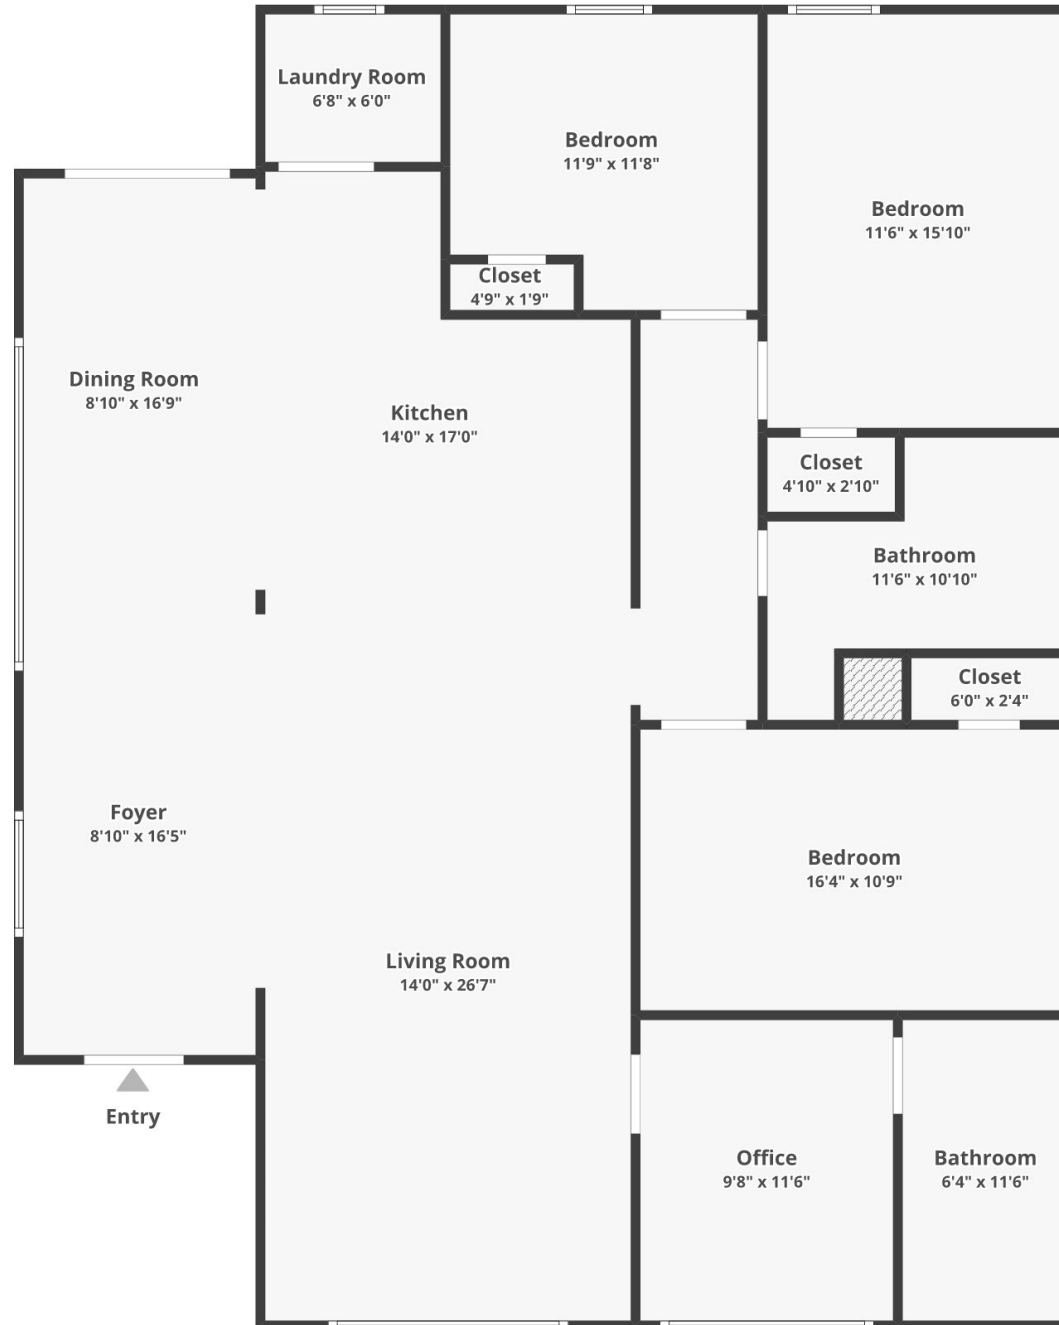 Laundry Room
6'8" x 6'0"
Bedroom
11'9" x 11'8"
Bedroom
11'6" x 15'10"
Closet
4'9" x 1'9"
Dining Room
8'10" x 16'9"
Kitchen
14'0" x 17'0"
Closet
4'10" x 2'10"
Bathroom
11'6" x 10'10"
Closet
6'0" x 2'4"
Foyer
8'10" x 16'5"
Bedroom
16'4" x 10'9"
Living Room
14'0" x 26'7"
Entry
Office
9'8" x 11'6"
Bathroom
6'4" x 11'6"